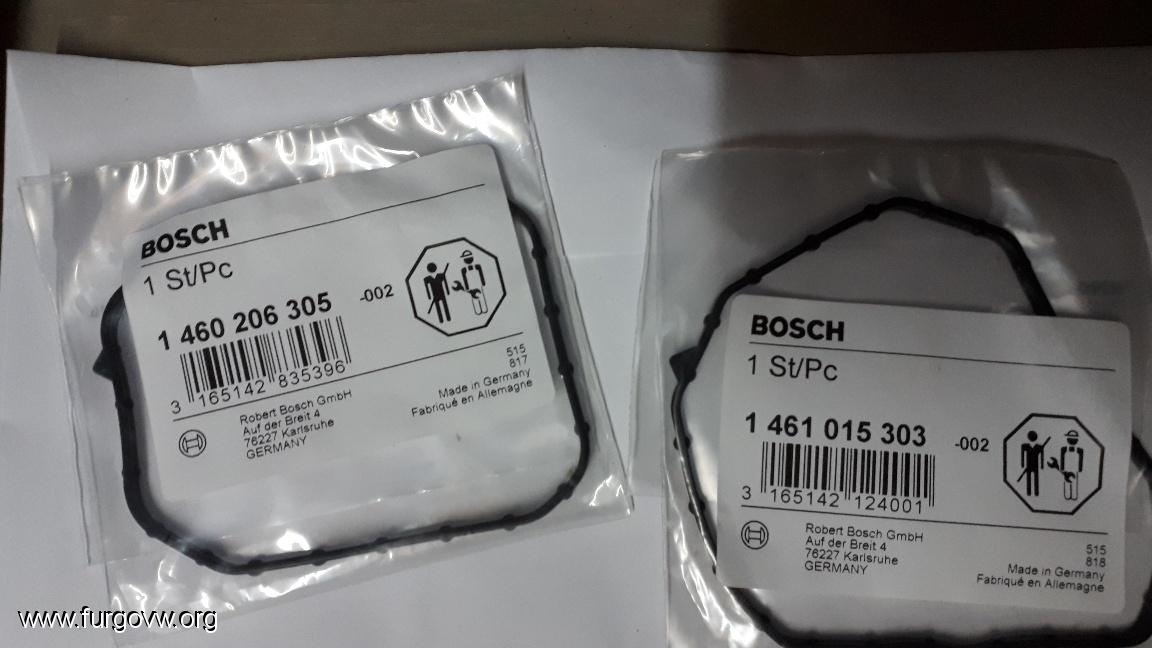 BOSCH
1 St/Pc
1 460 206 305 -002
3 165142 835396
515
817
Robert Bosch GmbH
Auf der Breit 4
76227 Karlsruhe
GERMANY
Made in Germany
Fabriqué en Allemagne
BOSCH
1 St/Pc
1 461 015 303 -002
3 165142 124001
Robert Bosch GmbH
Auf der Breit 4
76227 Karlsruhe
GERMANY
515
818
Made in Germany
Fabriqué en Allemagne
www.furgovw.org